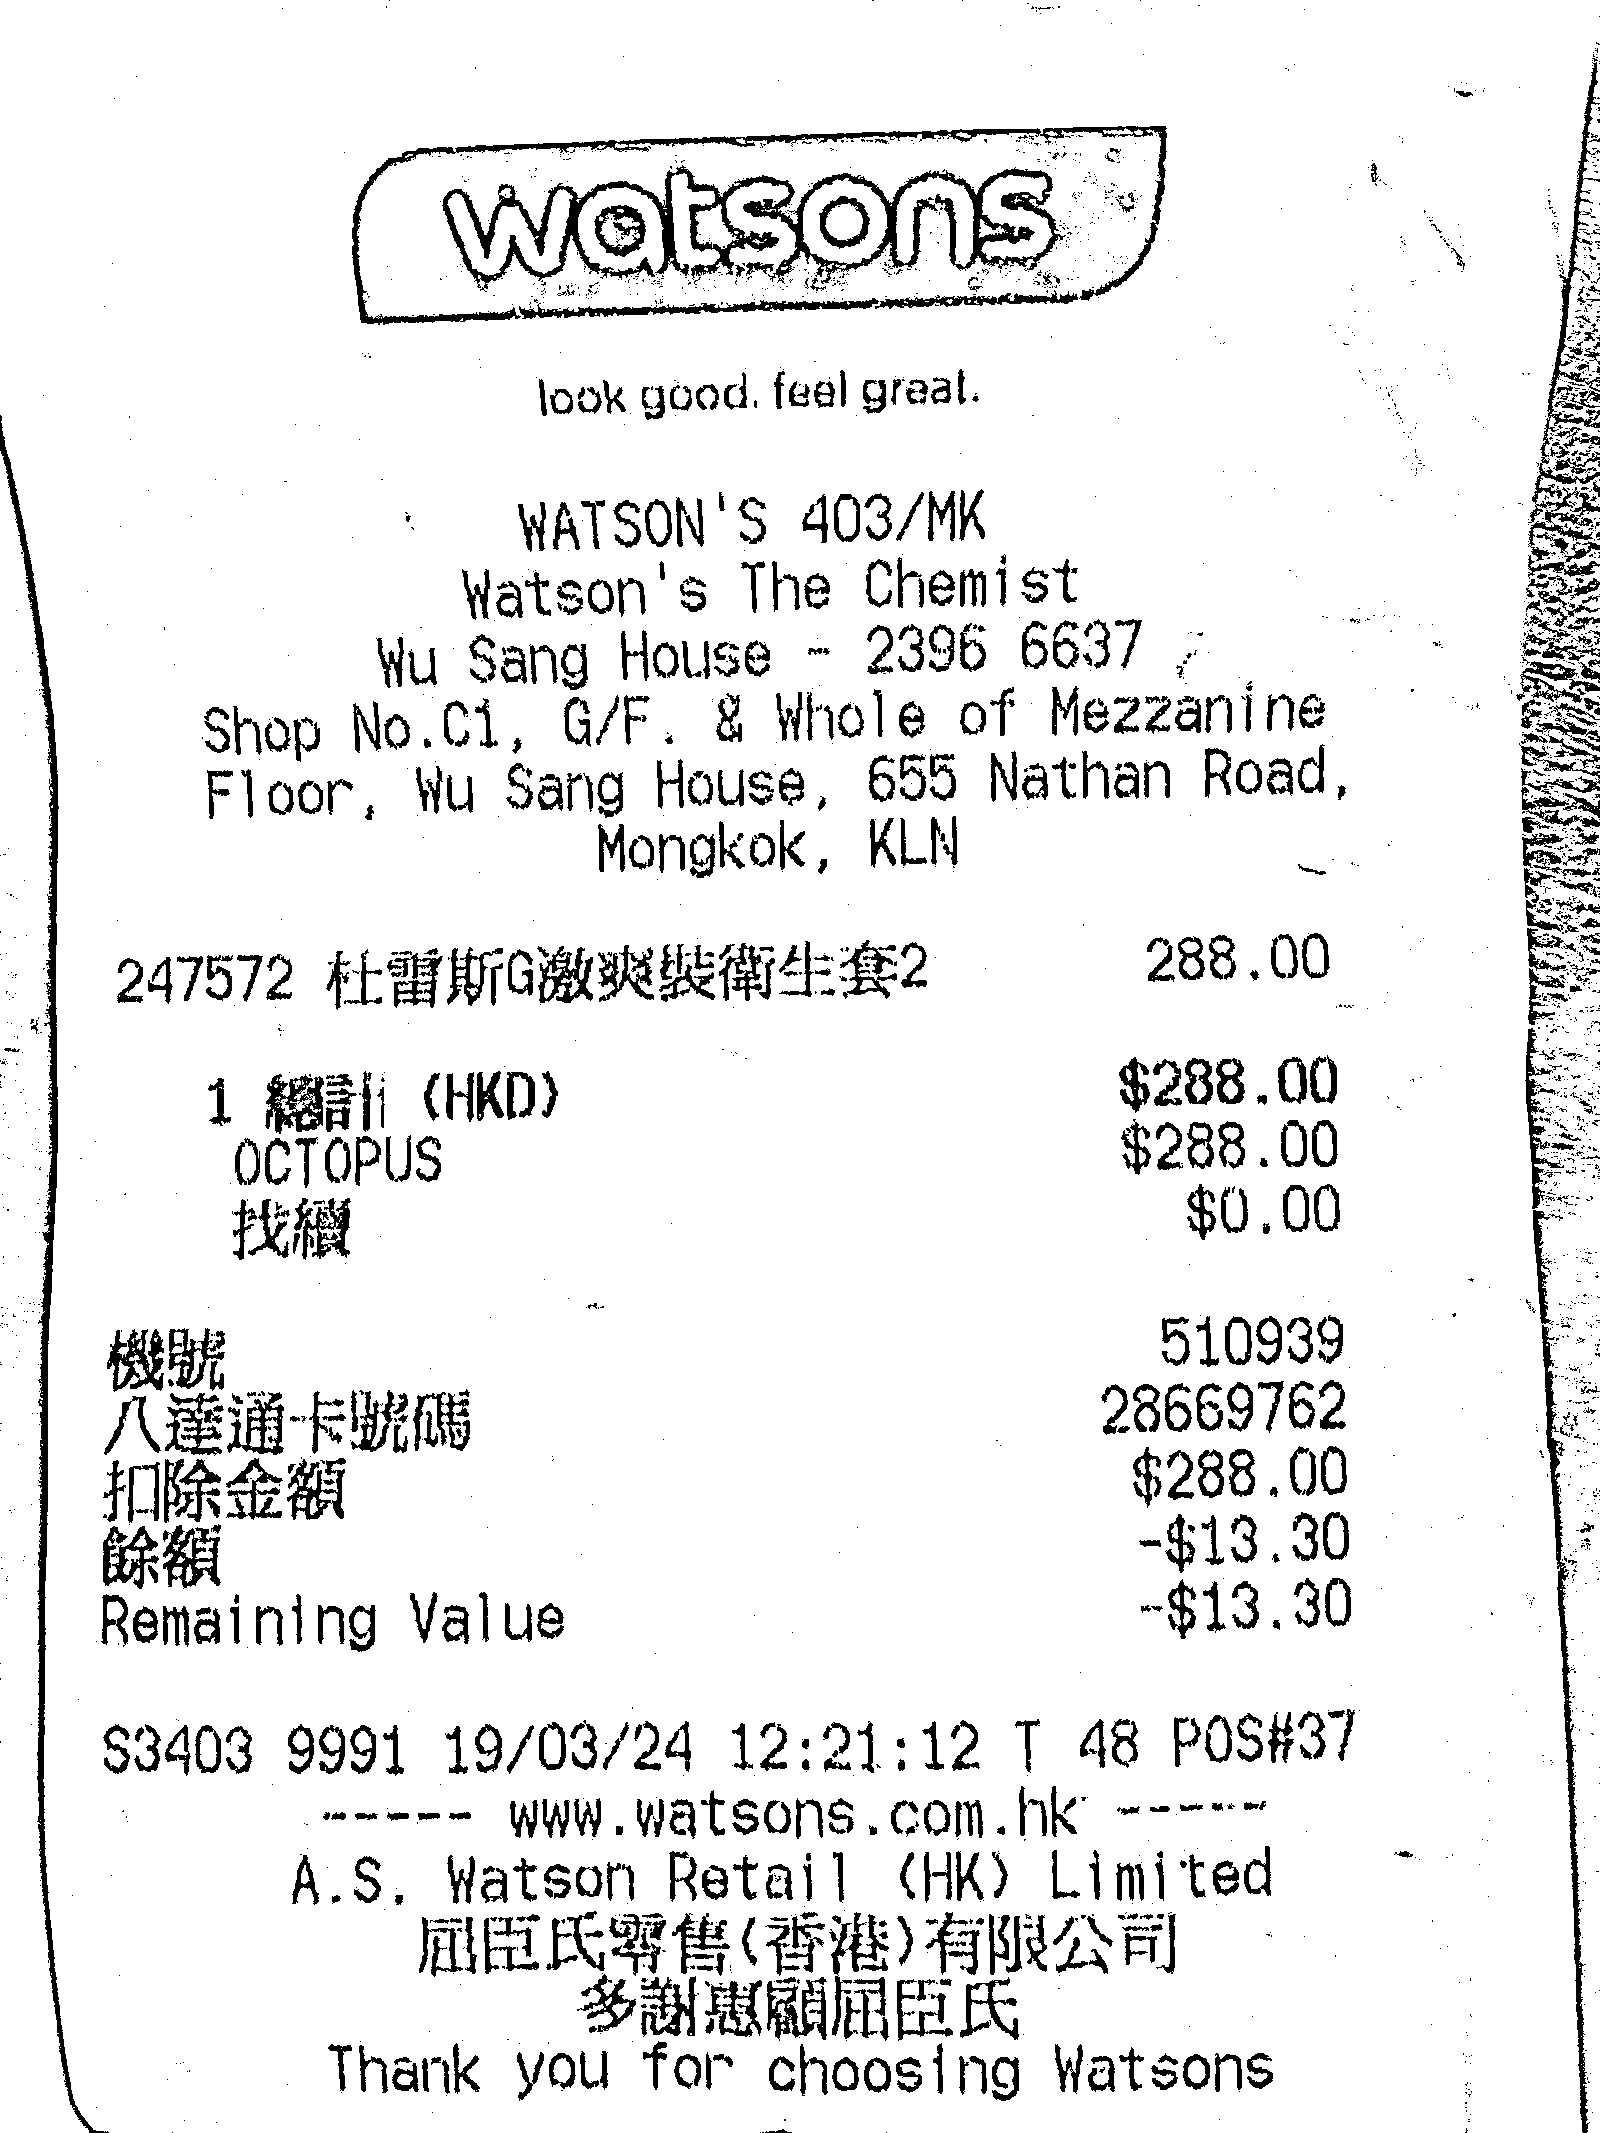 watsons
look good. feel great.
WATSON'S 403/MK
Watson's The Chemist
Wu Sang House - 2396 6637
Shop No.C1, G/F. & Whole of Mezzanine
Floor, Wu Sang House, 655 Nathan Road,
Mongkok, KLN
247572 杜蕾斯G激爽裝衛生套2 288.00
1 總計 (HKD) $288.00
OCTOPUS $288.00
找續 $0.00
機號 510939
八達通卡號碼 28669762
扣除金額 $288.00
餘額 -$13.30
Remaining Value -$13.30
S3403 9991 19/03/24 12:21:12 T 48 POS#37
----- www.watsons.com.hk -----
A.S. Watson Retail (HK) Limited
屈臣氏零售(香港)有限公司
多謝惠顧屈臣氏
Thank you for choosing Watsons